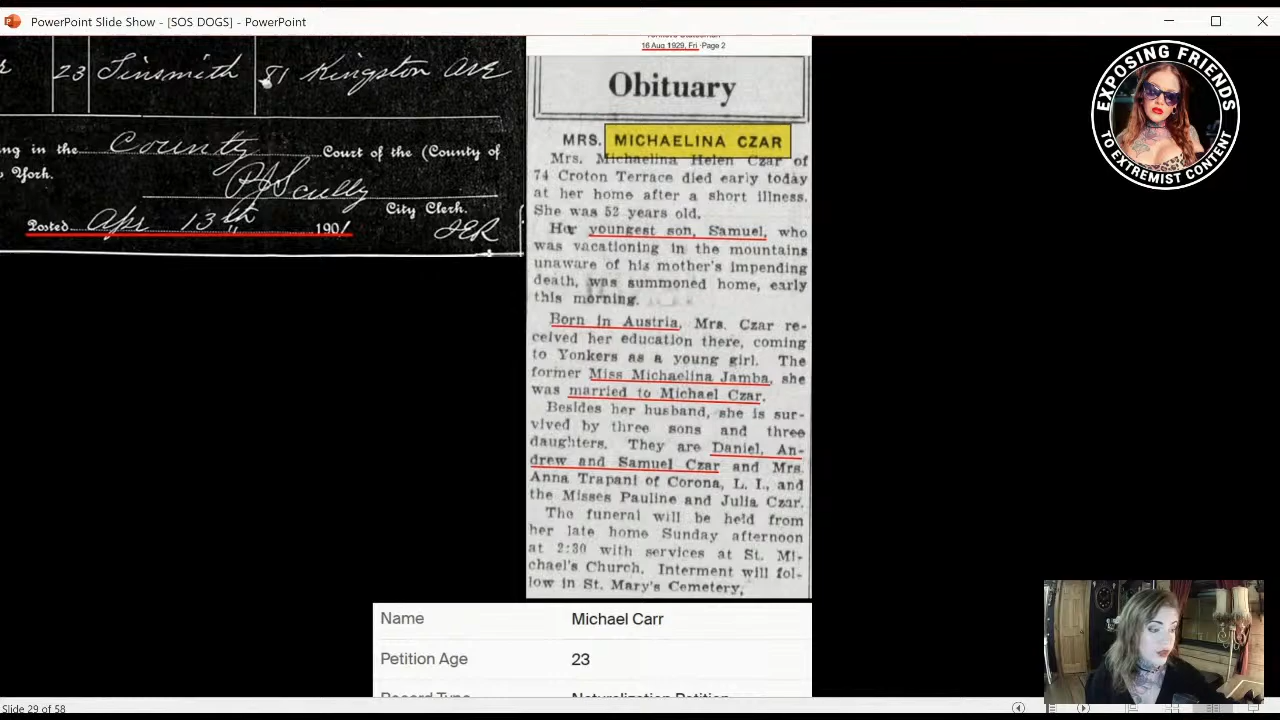 PowerPoint Slide Show - [SOS DOGS] - PowerPoint
23 Tinsmith 81 Kingston Ave
ng in the County Court of the (County of
York.
P J Scully
City Clerk.
Posted Apr 13th 1901
JER
16 Aug 1929, Fri · Page 2
Obituary
MRS. MICHAELINA CZAR
Mrs. Michaelina Helen Czar of
74 Croton Terrace died early today
at her home after a short illness.
She was 52 years old.
Her youngest son, Samuel, who
was vacationing in the mountains
unaware of his mother's impending
death, was summoned home, early
this morning.
Born in Austria, Mrs. Czar re-
ceived her education there, coming
to Yonkers as a young girl. The
former Miss Michaelina Jamba, she
was married to Michael Czar.
Besides her husband, she is sur-
vived by three sons and three
daughters. They are Daniel, An-
drew and Samuel Czar and Mrs.
Anna Trapani of Corona, L. I., and
the Misses Pauline and Julia Czar.
The funeral will be held from
her late home Sunday afternoon
at 2:30 with services at St. Mi-
chael's Church. Interment will fol-
low in St. Mary's Cemetery.
Name Michael Carr
Petition Age 23
Record Type Naturalization Petition
EXPOSING FRIENDS
TO EXTREMIST CONTENT
Slide 29 of 58